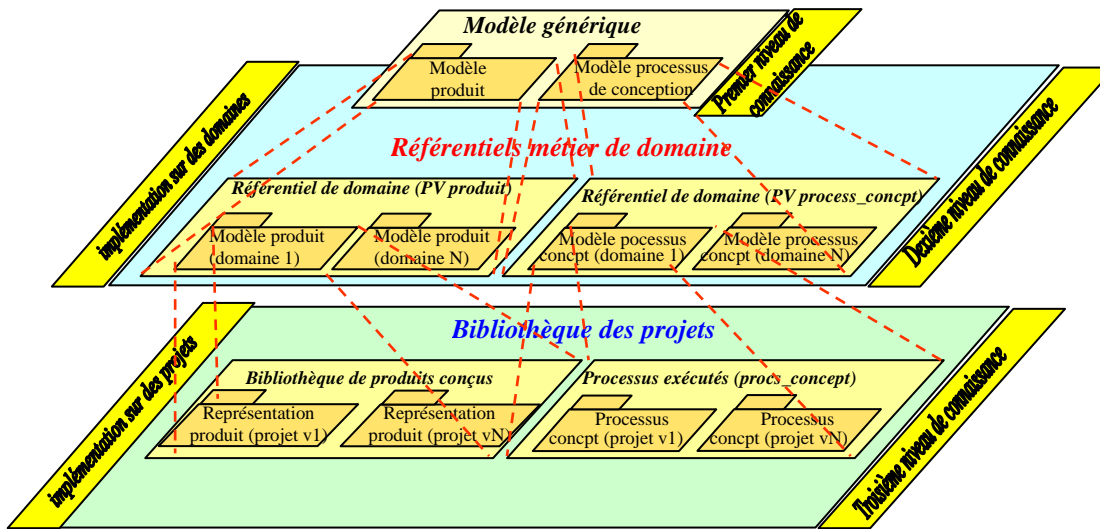 Modèle générique
Modèle
produit
Modèle processus
de conception
Premier niveau de
connaissance
implémentation sur des domaines
Référentiels métier de domaine
Dexième niveau de connaissance
Référentiel de domaine (PV produit)
Modèle produit
(domaine 1)
Modèle produit
(domaine N)
Référentiel de domaine (PV process_concpt)
Modèle pocessus
concpt (domaine 1)
Modèle processus
concpt (domaine N)
implémentation sur des projets
Bibliothèque des projets
Troisième niveau de connaissance
Bibliothèque de produits conçus
Représentation
produit (projet v1)
Représentation
produit (projet vN)
Processus exécutés (procs_concept)
Processus
concpt (projet v1)
Processus
concpt (projet vN)